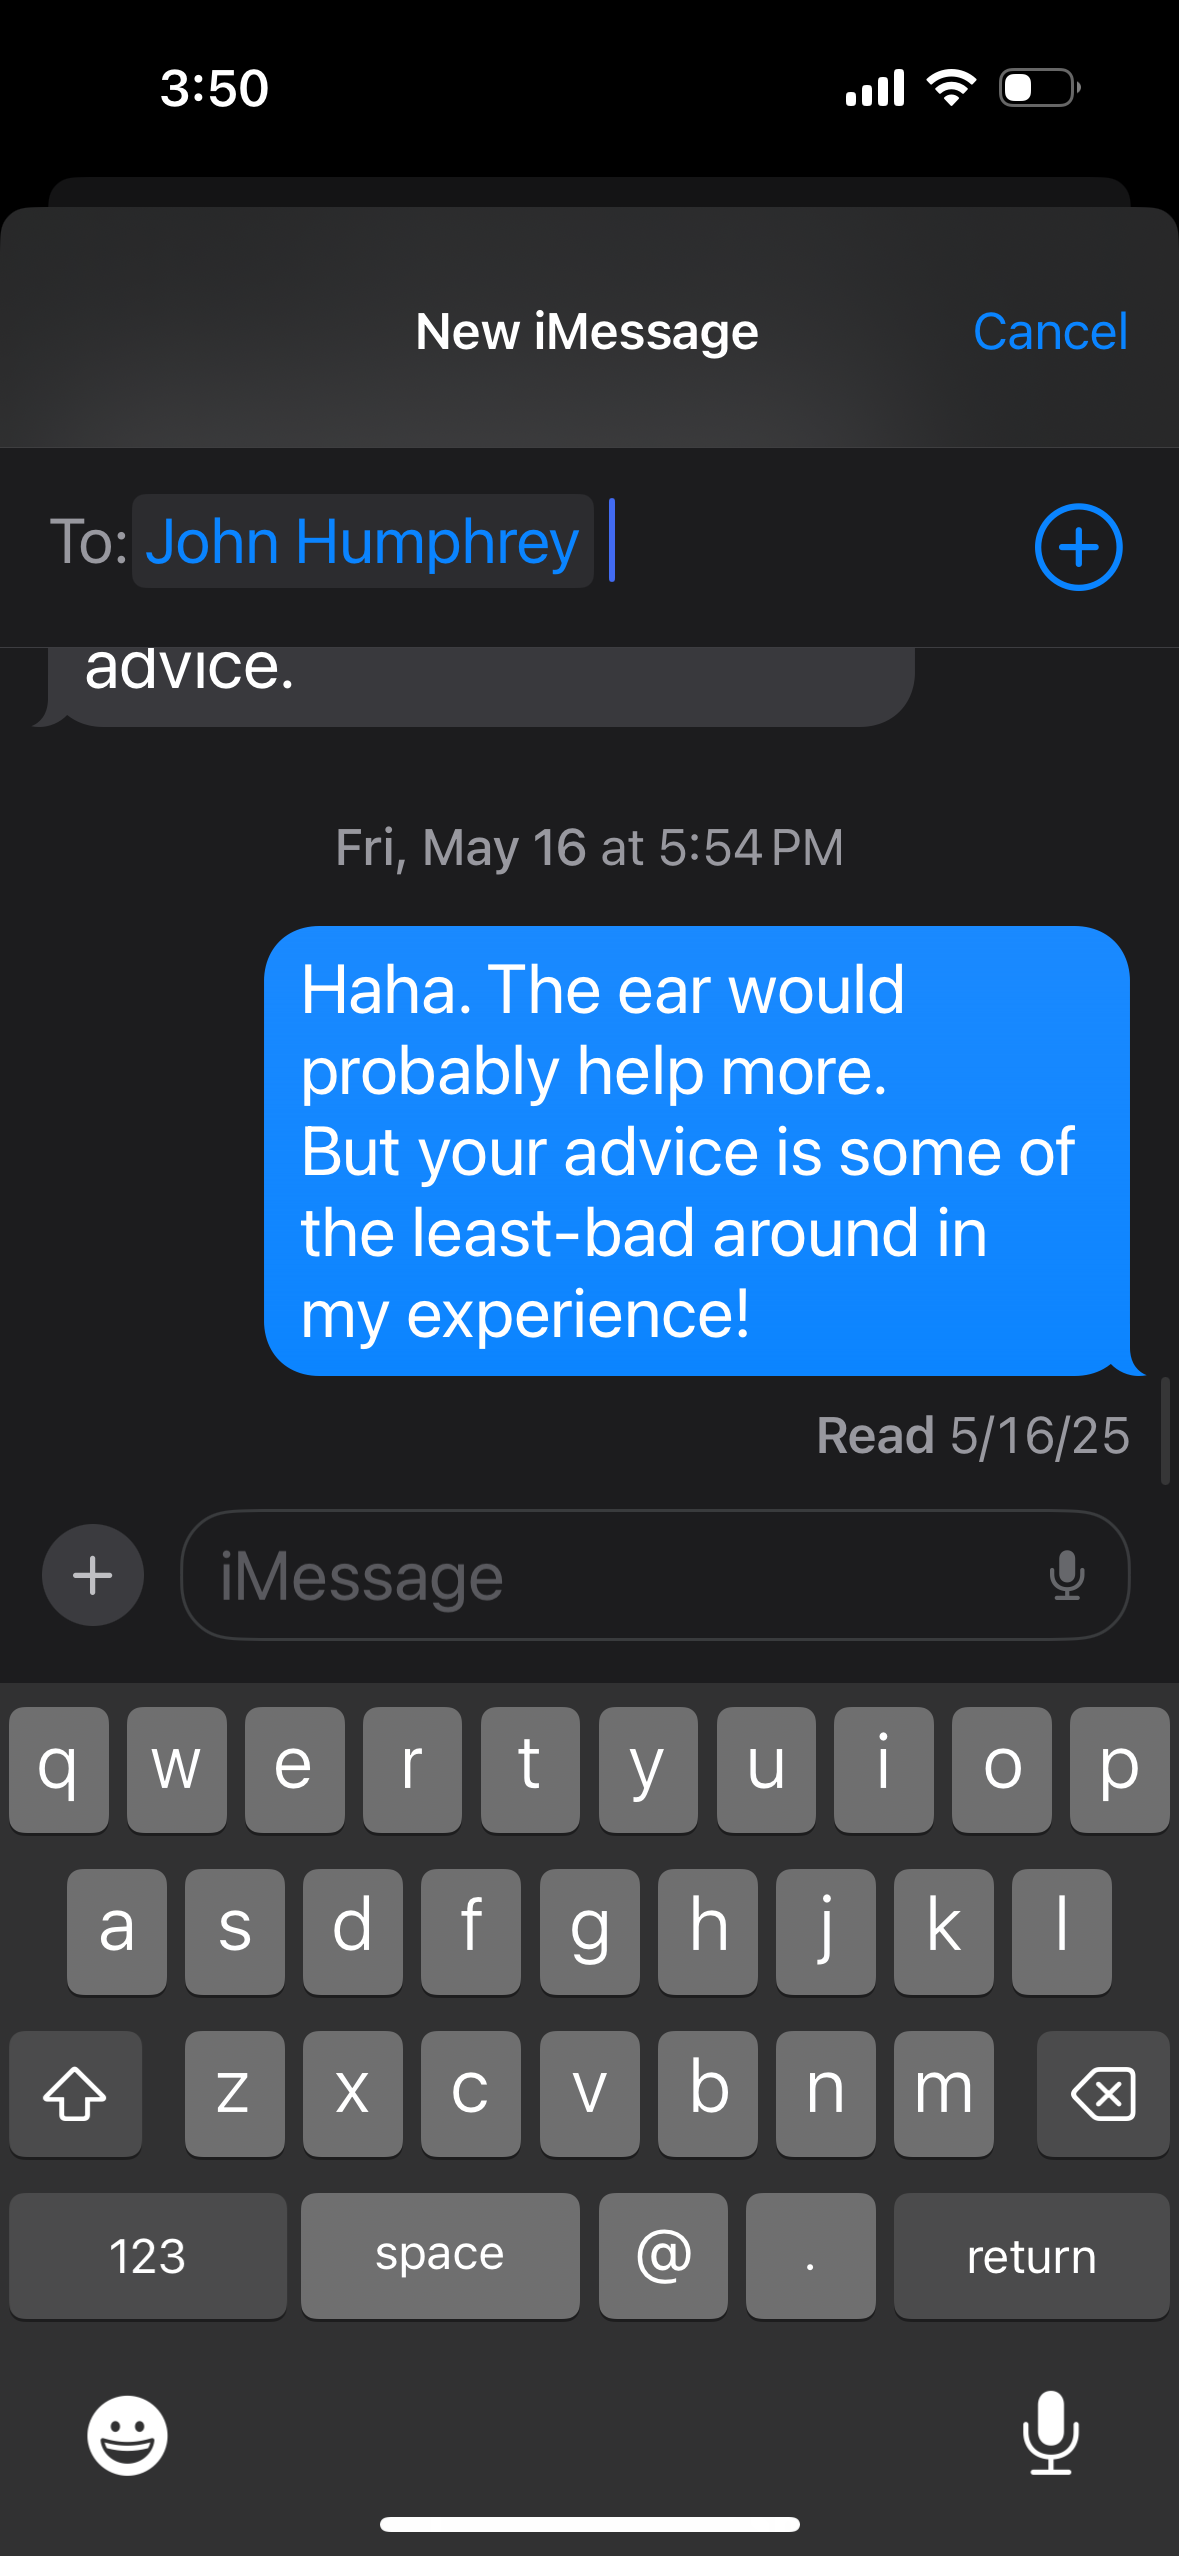 3:50
New iMessage
Cancel
To: John Humphrey
advice.
Fri, May 16 at 5:54 PM
Haha. The ear would
probably help more.
But your advice is some of
the least-bad around in
my experience!
Read 5/16/25
iMessage
q w e r t y u i o p
a s d f g h j k l
z x c v b n m
123 space @ . return